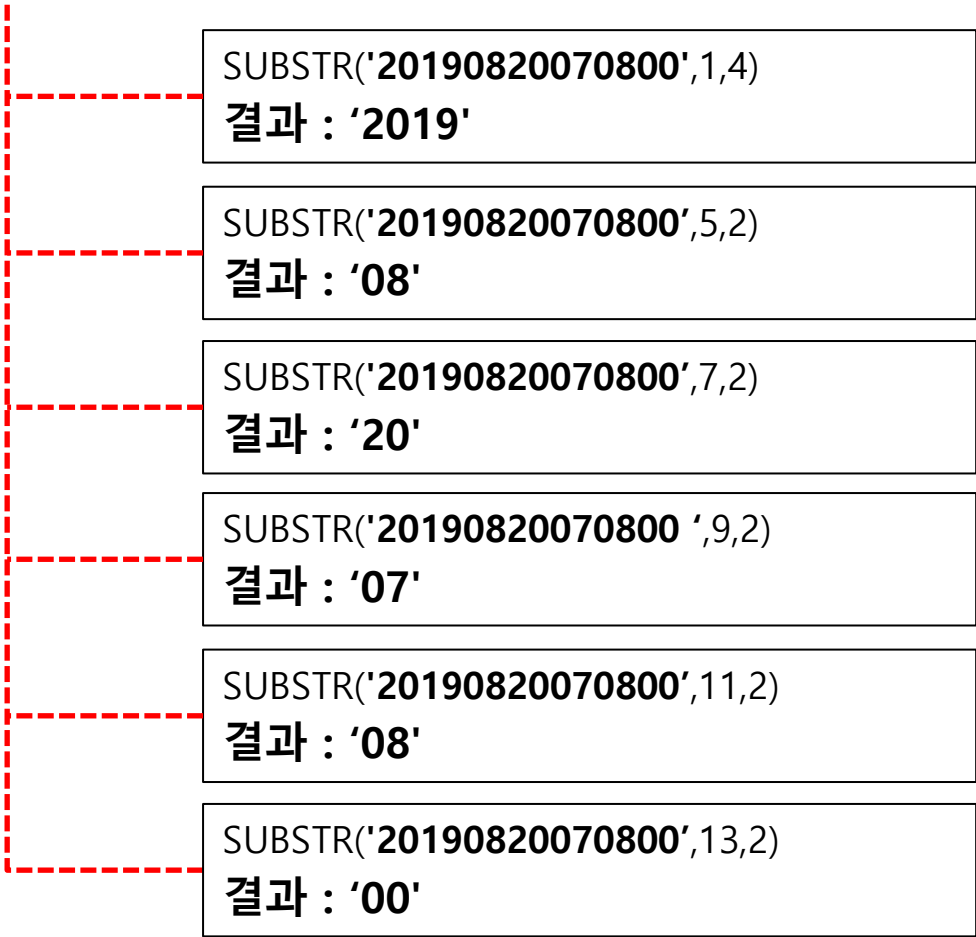 SUBSTR('20190820070800',1,4)
결과 : ‘2019'
SUBSTR('20190820070800’,5,2)
결과 : ‘08'
SUBSTR('20190820070800’,7,2)
결과 : ‘20'
SUBSTR('20190820070800 ‘,9,2)
결과 : ‘07'
SUBSTR('20190820070800’,11,2)
결과 : ‘08'
SUBSTR('20190820070800’,13,2)
결과 : ‘00'